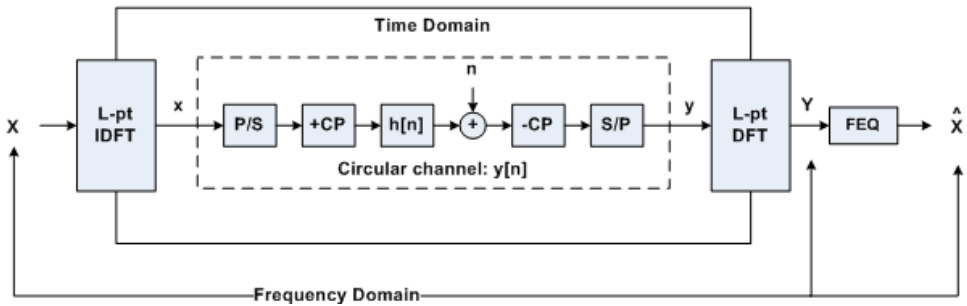 Time Domain
X
L-pt
IDFT
x
P/S
+CP
h[n]
n
+
-CP
S/P
Circular channel: y[n]
y
L-pt
DFT
Y
FEQ
X̂
Frequency Domain